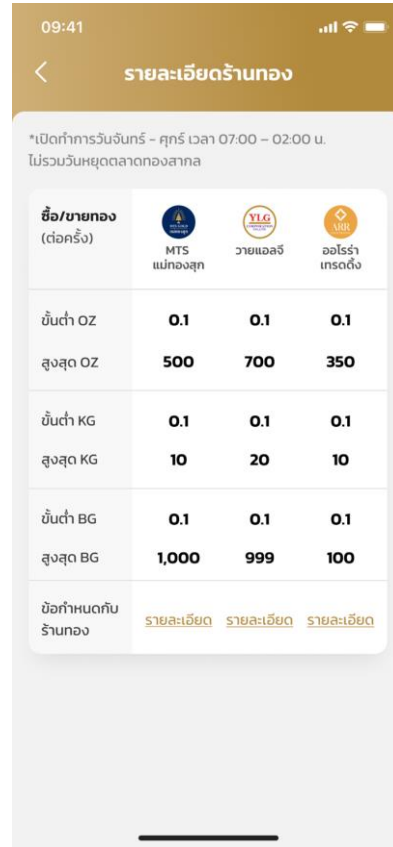 09:41
รายละเอียดร้านทอง
*เปิดทำการวันจันทร์ - ศุกร์ เวลา 07:00 – 02:00 น.
ไม่รวมวันหยุดตลาดทองสากล
ซื้อ/ขายทอง
(ต่อครั้ง)
MTS
แม่ทองสุก
YLG
วายแอลจี
ARR
ออโรร่า
เทรดดิ้ง
ขั้นต่ำ OZ 0.1 0.1 0.1
สูงสุด OZ 500 700 350
ขั้นต่ำ KG 0.1 0.1 0.1
สูงสุด KG 10 20 10
ขั้นต่ำ BG 0.1 0.1 0.1
สูงสุด BG 1,000 999 100
ข้อกำหนดกับ
ร้านทอง
รายละเอียด รายละเอียด รายละเอียด